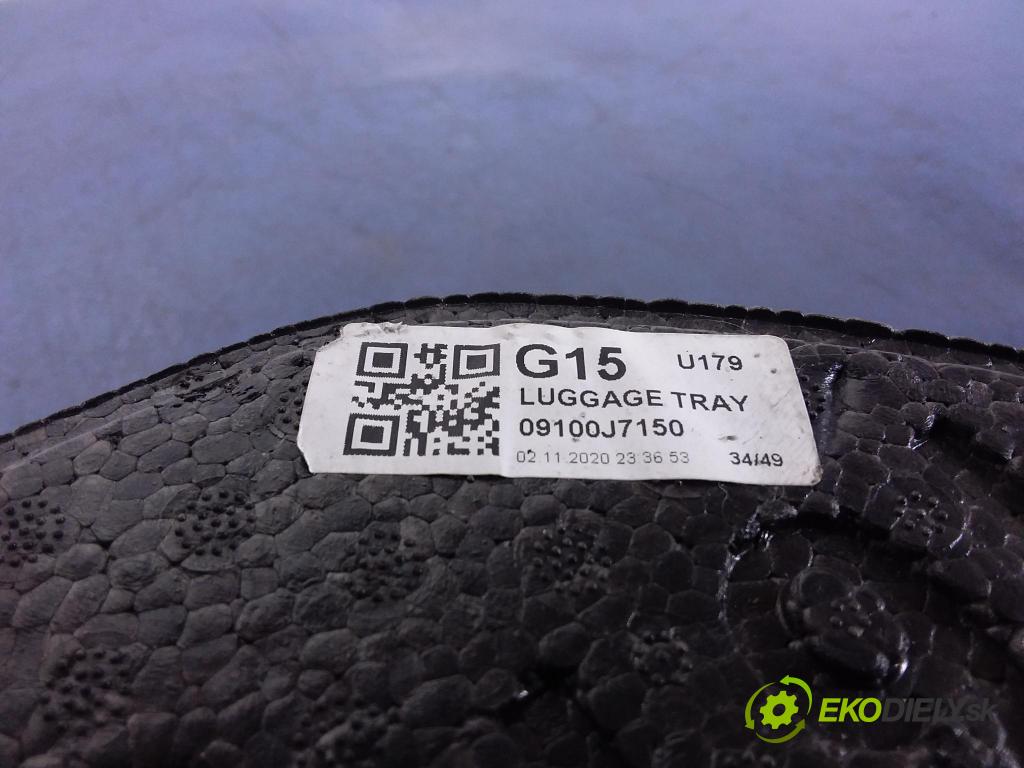 G15 U179
LUGGAGE TRAY
09100J7150
02.11.2020 23:36:53 34/49
EKODIELY.sk